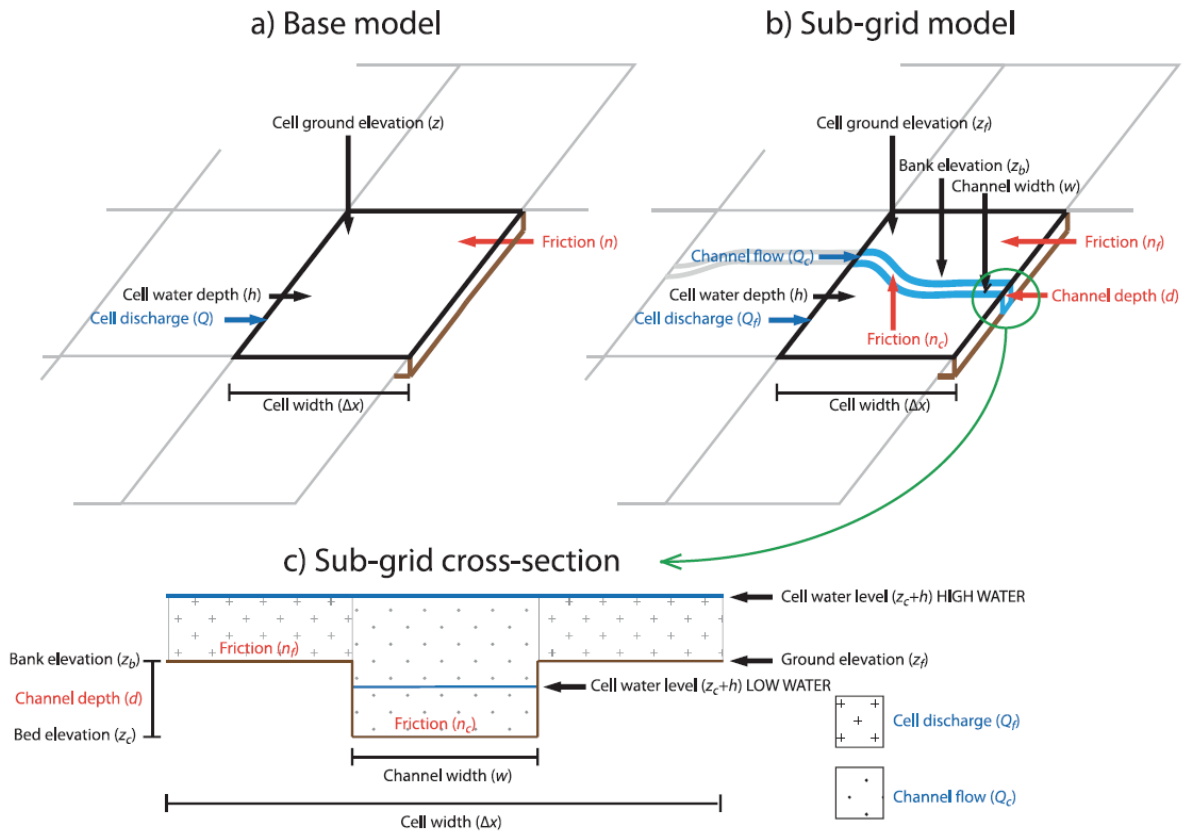 a) Base model
Cell ground elevation (z)
Friction (n)
Cell water depth (h)
Cell discharge (Q)
Cell width (Δx)
b) Sub-grid model
Cell ground elevation (z_f)
Bank elevation (z_b)
Channel width (w)
Channel flow (Q_c)
Friction (n_f)
Cell water depth (h)
Channel depth (d)
Cell discharge (Q_f)
Friction (n_c)
Cell width (Δx)
c) Sub-grid cross-section
Cell water level (z_c+h) HIGH WATER
Friction (n_f)
Bank elevation (z_b)
Ground elevation (z_f)
Cell water level (z_c+h) LOW WATER
Channel depth (d)
Friction (n_c)
Bed elevation (z_c)
Cell discharge (Q_f)
Channel width (w)
Channel flow (Q_c)
Cell width (Δx)